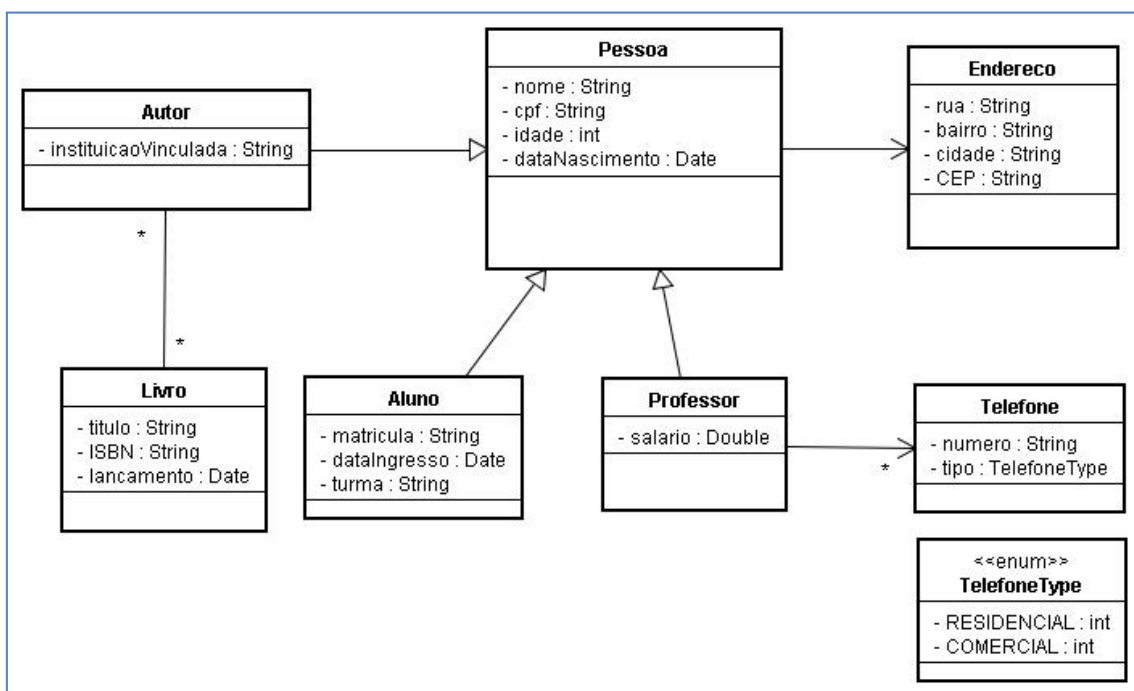 Pessoa
- nome : String
- cpf : String
- idade : int
- dataNascimento : Date
Endereco
- rua : String
- bairro : String
- cidade : String
- CEP : String
Autor
- instituicaoVinculada : String
*
*
Livro
- titulo : String
- ISBN : String
- lancamento : Date
Aluno
- matricula : String
- dataIngresso : Date
- turma : String
Professor
- salario : Double
*
Telefone
- numero : String
- tipo : TelefoneType
<<enum>>
TelefoneType
- RESIDENCIAL : int
- COMERCIAL : int